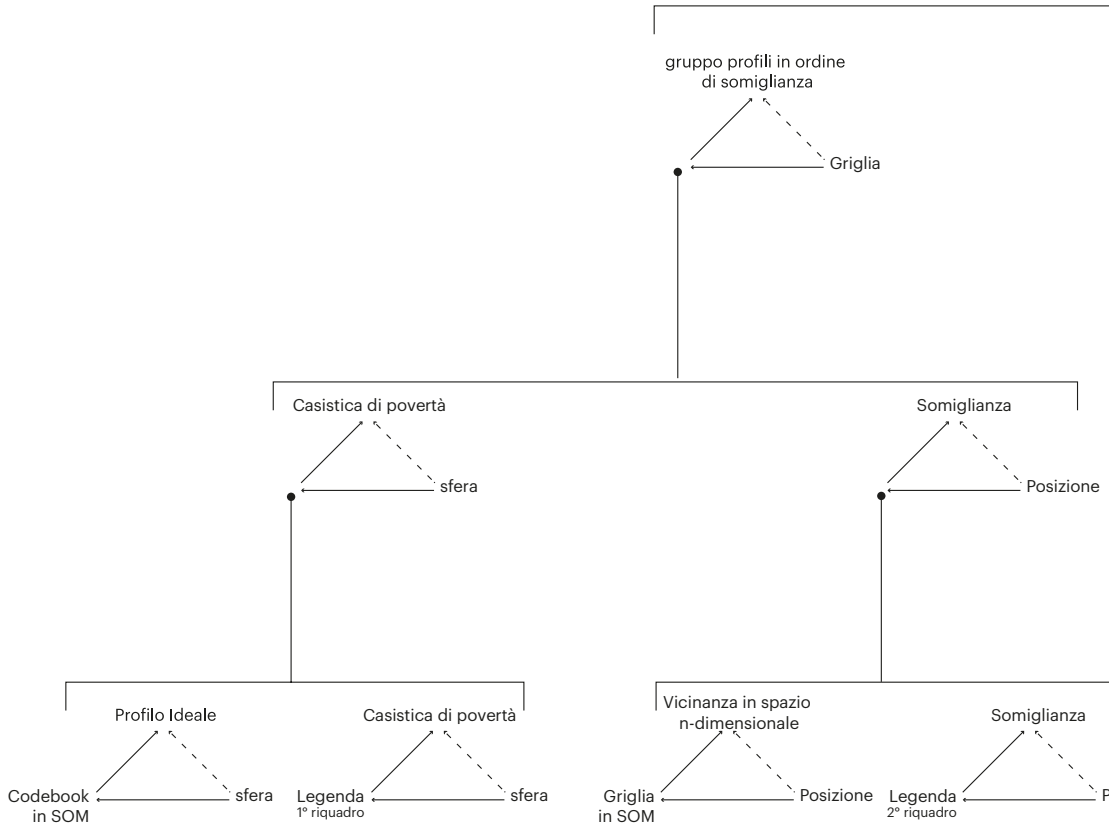 gruppo profili in ordine
di somiglianza
Griglia
Casistica di povertà
Somiglianza
sfera
Posizione
Profilo Ideale
Casistica di povertà
Vicinanza in spazio
n-dimensionale
Somiglianza
Codebook
in SOM
sfera
Legenda
1° riquadro
sfera
Griglia
in SOM
Posizione
Legenda
2° riquadro